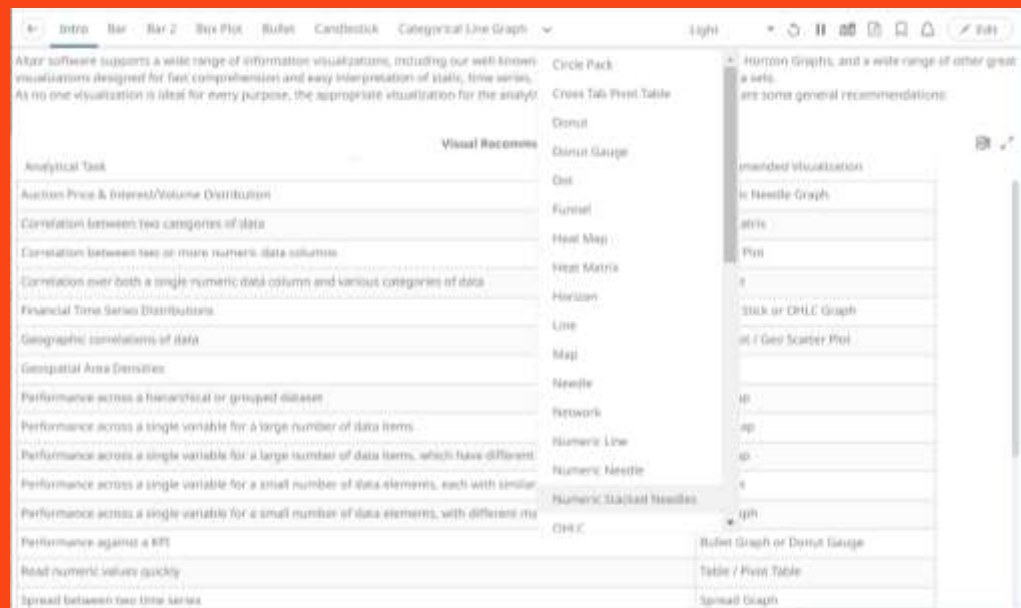 Intro Bar Bar 2 Box Plot Bullet Candlestick Categorical Line Graph Light Edit
Altair software supports a wide range of information visualizations, including our well-known Horizon Graphs, and a wide range of other great
visualizations designed for fast comprehension and easy interpretation of static, time series, a sets.
As no one visualization is ideal for every purpose, the appropriate visualization for the analyti are some general recommendations:
Circle Pack
Cross Tab Pivot Table
Donut
Donut Gauge
Dot
Funnel
Heat Map
Heat Matrix
Horizon
Line
Map
Needle
Network
Numeric Line
Numeric Needle
Numeric Stacked Needles
OHLC
Visual Recomme
Analytical Task mended Visualization
Auction Price & Interest/Volume Distribution c Needle Graph
Correlation between two categories of data atrix
Correlation between two or more numeric data columns Plot
Correlation over both a single numeric data column and various categories of data
Financial Time Series Distributions Stick or OHLC Graph
Geographic correlations of data ot / Geo Scatter Plot
Geospatial Area Densities
Performance across a hierarchical or grouped dataset ap
Performance across a single variable for a large number of data items ap
Performance across a single variable for a large number of data items, which have different ap
Performance across a single variable for a small number of data elements, each with similar
Performance across a single variable for a small number of data elements, with different ma aph
Performance against a KPI Bullet Graph or Donut Gauge
Read numeric values quickly Table / Pivot Table
Spread between two time series Spread Graph